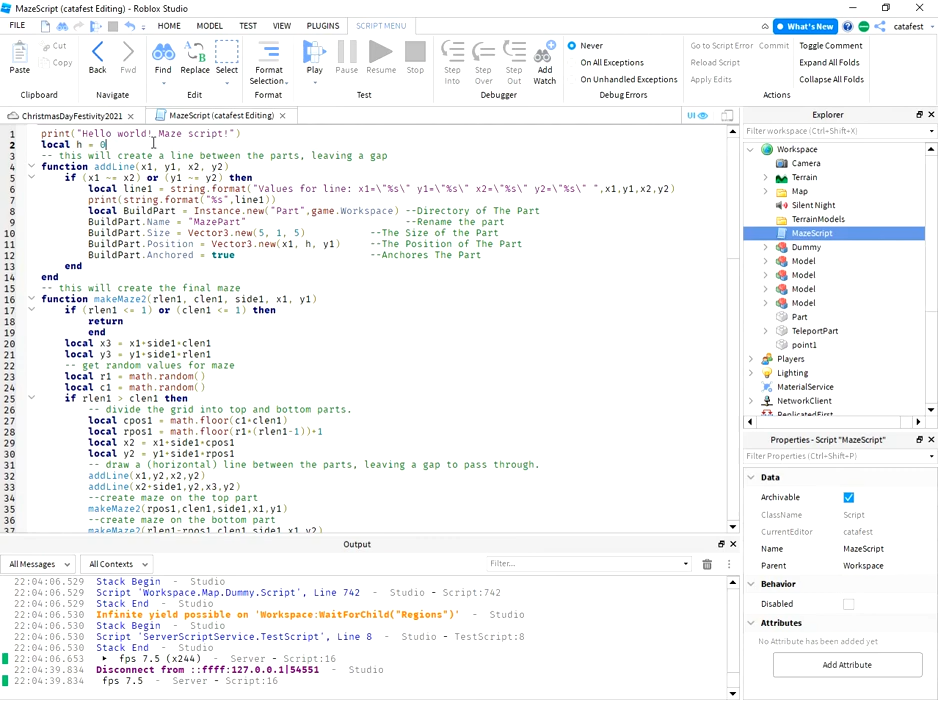 MazeScript (catafest Editing) - Roblox Studio
FILE HOME MODEL TEST VIEW PLUGINS SCRIPT MENU What's New catafest
Paste Cut Copy Back Fwd Find Replace Select Format Selection Play Pause Resume Stop Step Into Step Over Step Out Add Watch
Never
On All Exceptions
On Unhandled Exceptions
Go to Script Error Commit Toggle Comment
Reload Script Expand All Folds
Apply Edits Collapse All Folds
Clipboard Navigate Edit Format Test Debugger Debug Errors Actions
ChristmasDayFestivity2021 MazeScript (catafest Editing) UI
1 print("Hello world! Maze script!")
2 local h = 0
3 -- this will create a line between the parts, leaving a gap
4 function addLine(x1, y1, x2, y2)
5 if (x1 ~= x2) or (y1 ~= y2) then
6 local line1 = string.format("Values for line: x1=\"%s\" y1=\"%s\" x2=\"%s\" y2=\"%s\" ",x1,y1,x2,y2)
7 print(string.format("%s",line1))
8 local BuildPart = Instance.new("Part",game.Workspace) --Directory of The Part
9 BuildPart.Name = "MazePart" --Rename the part
10 BuildPart.Size = Vector3.new(5, 1, 5) --The Size of the Part
11 BuildPart.Position = Vector3.new(x1, h, y1) --The Position of The Part
12 BuildPart.Anchored = true --Anchores The Part
13 end
14 end
15 -- this will create the final maze
16 function makeMaze2(rlen1, clen1, side1, x1, y1)
17 if (rlen1 <= 1) or (clen1 <= 1) then
18 return
19 end
20 local x3 = x1+side1*clen1
21 local y3 = y1+side1*rlen1
22 -- get random values for maze
23 local r1 = math.random()
24 local c1 = math.random()
25 if rlen1 > clen1 then
26 -- divide the grid into top and bottom parts.
27 local cpos1 = math.floor(c1*clen1)
28 local rpos1 = math.floor(r1*(rlen1-1))+1
29 local x2 = x1+side1*cpos1
30 local y2 = y1+side1*rpos1
31 -- draw a (horizontal) line between the parts, leaving a gap to pass through.
32 addLine(x1,y2,x2,y2)
33 addLine(x2+side1,y2,x3,y2)
34 --create maze on the top part
35 makeMaze2(rpos1,clen1,side1,x1,y1)
36 --create maze on the bottom part
37 makeMaze2(rlen1-rpos1,clen1,side1,x1,y2)
Explorer
Filter workspace (Ctrl+Shift+X)
Workspace
Camera
Terrain
Map
Silent Night
TerrainModels
MazeScript
Dummy
Model
Model
Model
Model
Part
TeleportPart
point1
Players
Lighting
MaterialService
NetworkClient
ReplicatedFirst
Properties - Script "MazeScript"
Filter Properties (Ctrl+Shift+P)
Data
Archivable
ClassName Script
CurrentEditor catafest
Name MazeScript
Parent Workspace
Behavior
Disabled
Attributes
No Attribute has been added yet
Add Attribute
Output
All Messages All Contexts Filter...
22:04:06.529 Stack Begin - Studio
22:04:06.529 Script 'Workspace.Map.Dummy.Script', Line 742 - Studio - Script:742
22:04:06.529 Stack End - Studio
22:04:06.530 Infinite yield possible on 'Workspace:WaitForChild("Regions")' - Studio
22:04:06.530 Stack Begin - Studio
22:04:06.530 Script 'ServerScriptService.TestScript', Line 8 - Studio - TestScript:8
22:04:06.530 Stack End - Studio
22:04:06.653 fps 7.5 (x244) - Server - Script:16
22:04:39.834 Disconnect from ::ffff:127.0.0.1|54551 - Studio
22:04:39.834 fps 7.5 - Server - Script:16